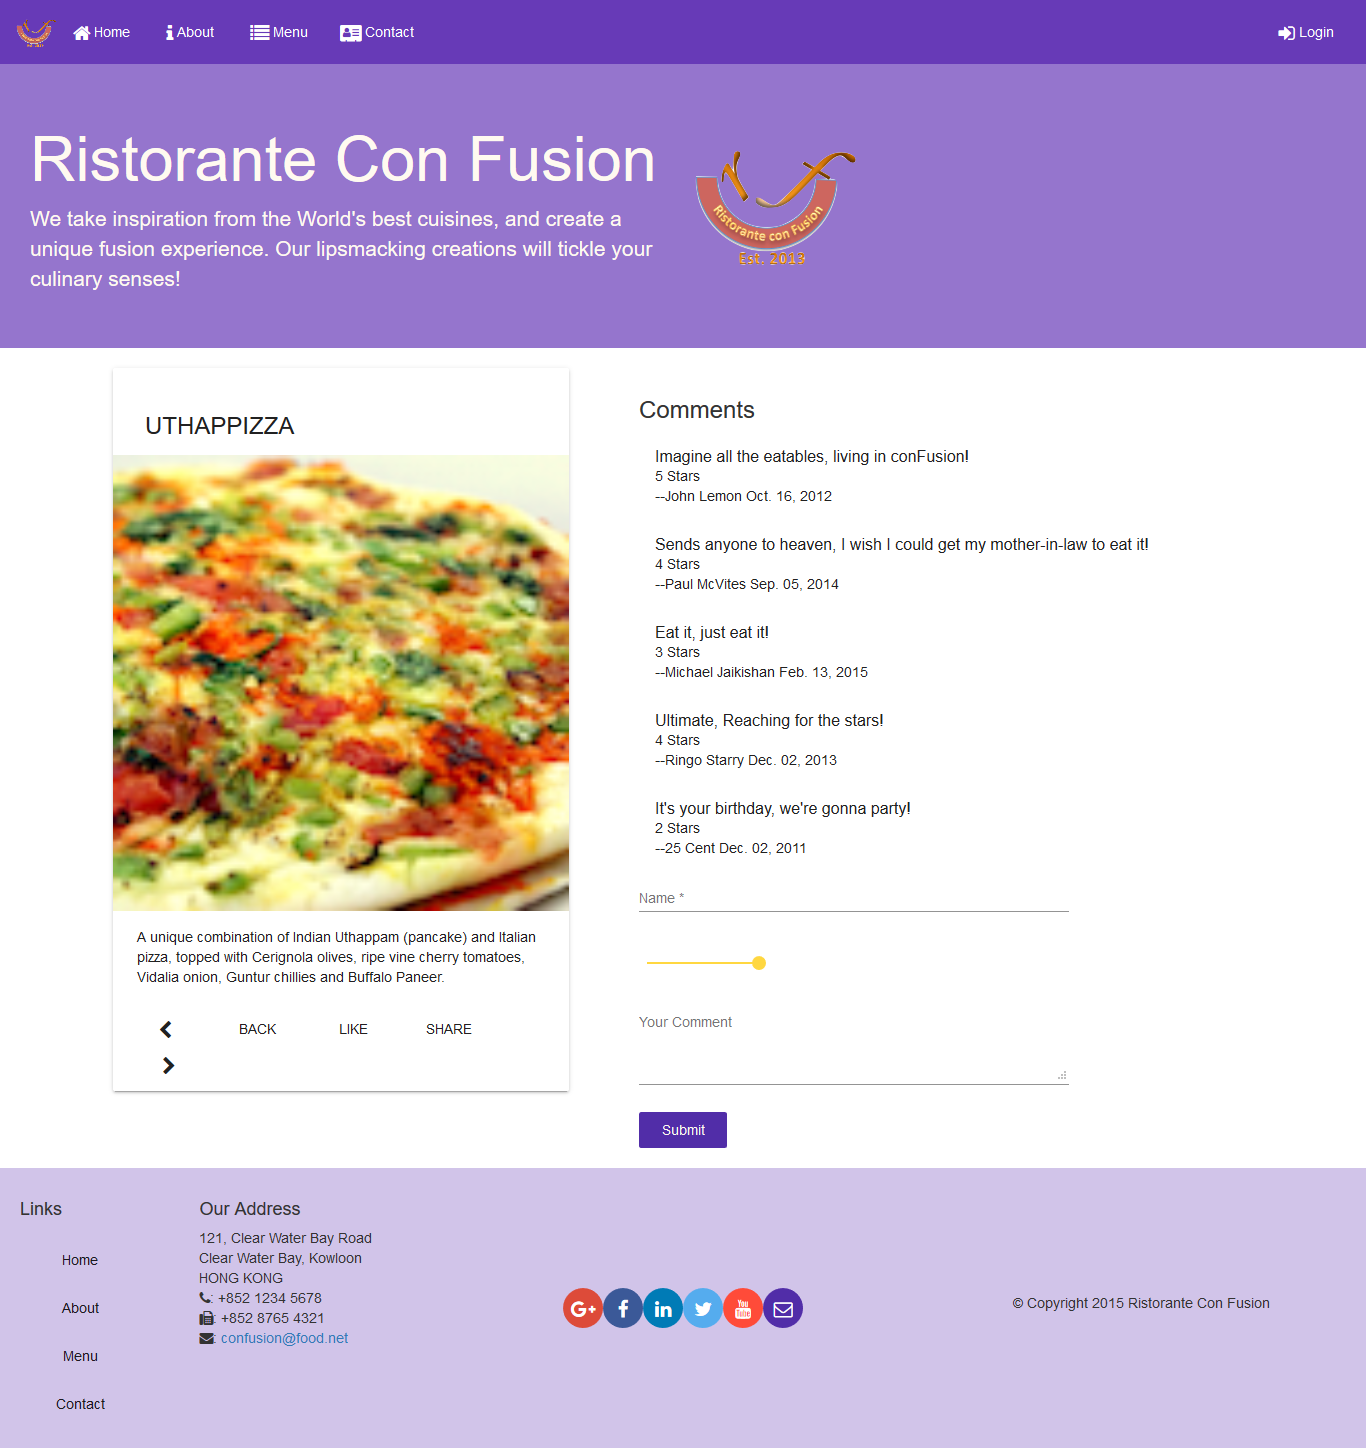 Home
About
Menu
Contact
Login
Ristorante Con Fusion
We take inspiration from the World's best cuisines, and create a
unique fusion experience. Our lipsmacking creations will tickle your
culinary senses!
Ristorante con Fusion
Est. 2013
UTHAPPIZZA
A unique combination of Indian Uthappam (pancake) and Italian
pizza, topped with Cerignola olives, ripe vine cherry tomatoes,
Vidalia onion, Guntur chillies and Buffalo Paneer.
BACK
LIKE
SHARE
Comments
Imagine all the eatables, living in conFusion!
5 Stars
--John Lemon Oct. 16, 2012
Sends anyone to heaven, I wish I could get my mother-in-law to eat it!
4 Stars
--Paul McVites Sep. 05, 2014
Eat it, just eat it!
3 Stars
--Michael Jaikishan Feb. 13, 2015
Ultimate, Reaching for the stars!
4 Stars
--Ringo Starry Dec. 02, 2013
It's your birthday, we're gonna party!
2 Stars
--25 Cent Dec. 02, 2011
Name *
Your Comment
Submit
Links
Home
About
Menu
Contact
Our Address
121, Clear Water Bay Road
Clear Water Bay, Kowloon
HONG KONG
: +852 1234 5678
: +852 8765 4321
: confusion@food.net
G+
f
in
You
Tube
© Copyright 2015 Ristorante Con Fusion